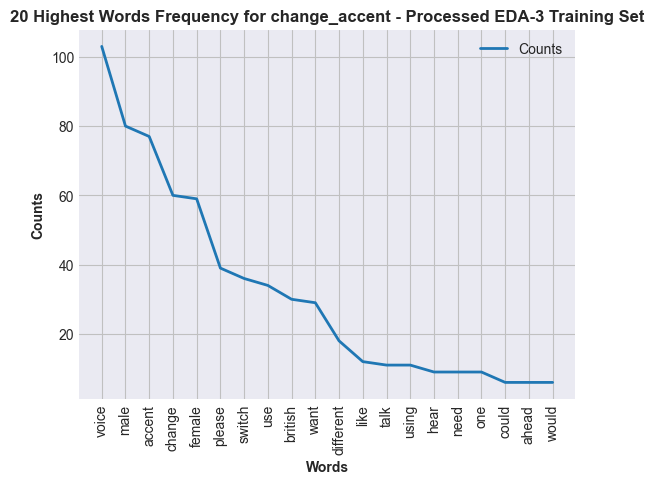 20 Highest Words Frequency for change_accent - Processed EDA-3 Training Set
Counts
100
80
60
40
20
Counts
voice
male
accent
change
female
please
switch
use
british
want
different
like
talk
using
hear
need
one
could
ahead
would
Words